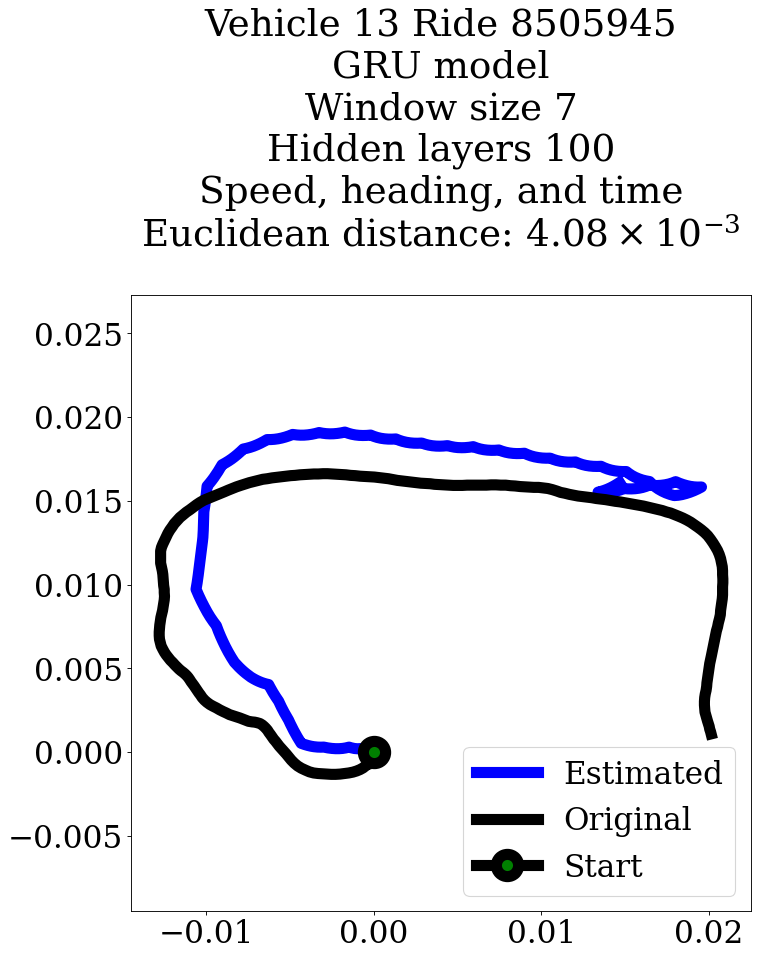 Vehicle 13 Ride 8505945
GRU model
Window size 7
Hidden layers 100
Speed, heading, and time
Euclidean distance: 4.08 × 10⁻³
0.025
0.020
0.015
0.010
0.005
0.000
−0.005
Estimated
Original
Start
−0.01
0.00
0.01
0.02